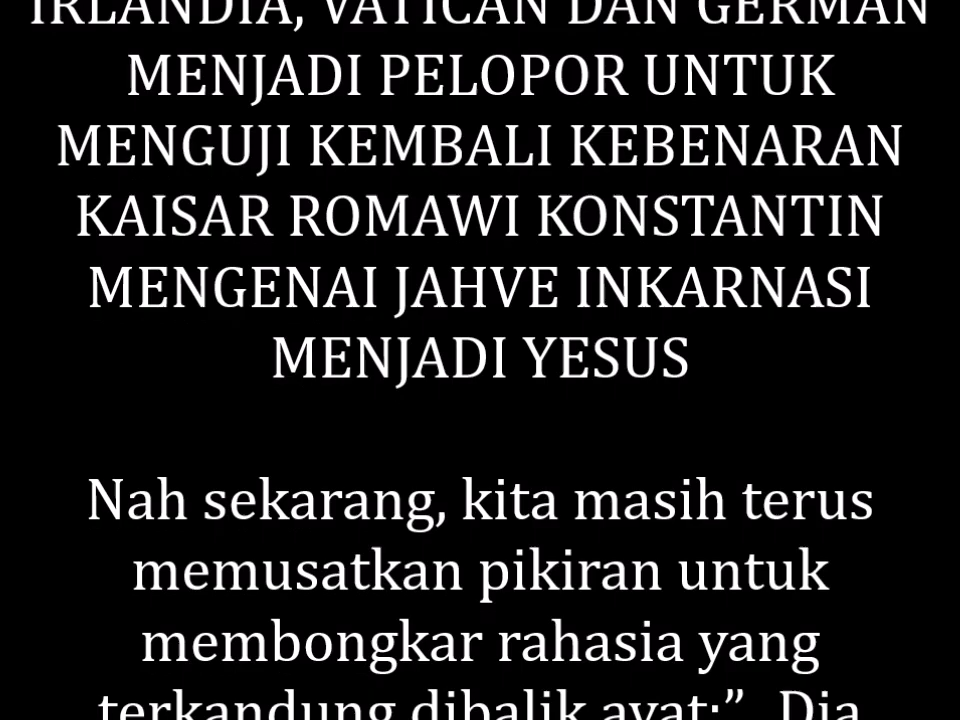 IRLANDIA, VATICAN DAN GERMAN
MENJADI PELOPOR UNTUK
MENGUJI KEMBALI KEBENARAN
KAISAR ROMAWI KONSTANTIN
MENGENAI JAHVE INKARNASI
MENJADI YESUS
Nah sekarang, kita masih terus
memusatkan pikiran untuk
membongkar rahasia yang
terkandung dibalik ayat:”  Dia